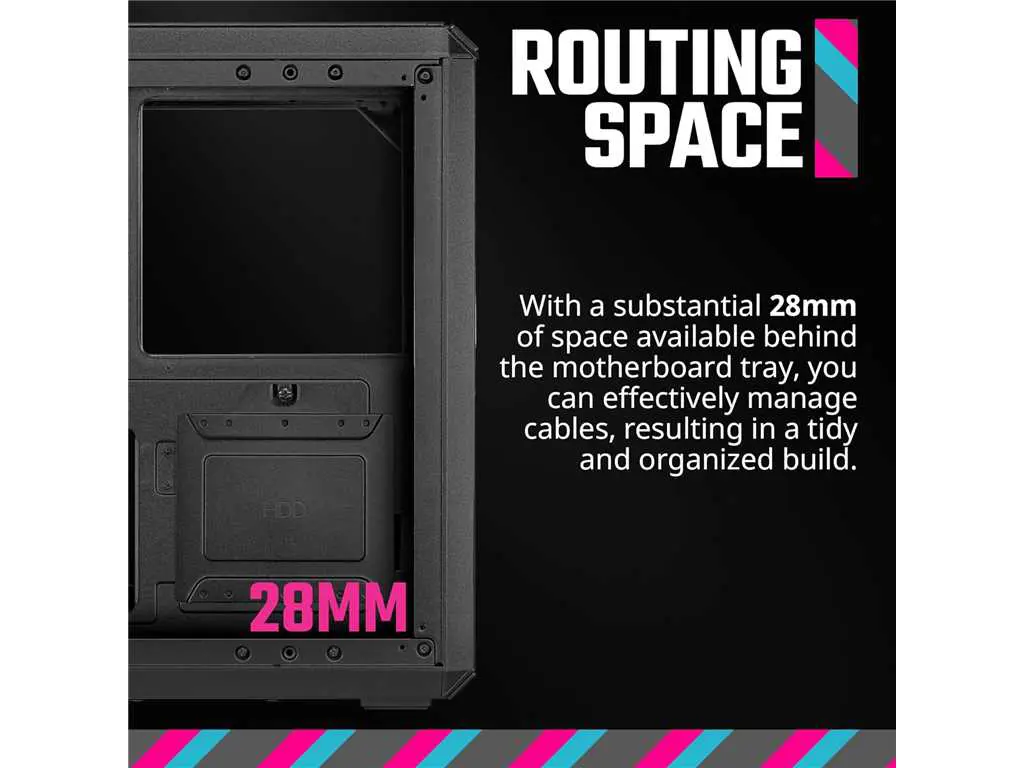 ROUTING
SPACE
With a substantial 28mm
of space available behind
the motherboard tray, you
can effectively manage
cables, resulting in a tidy
and organized build.
HDD
28MM